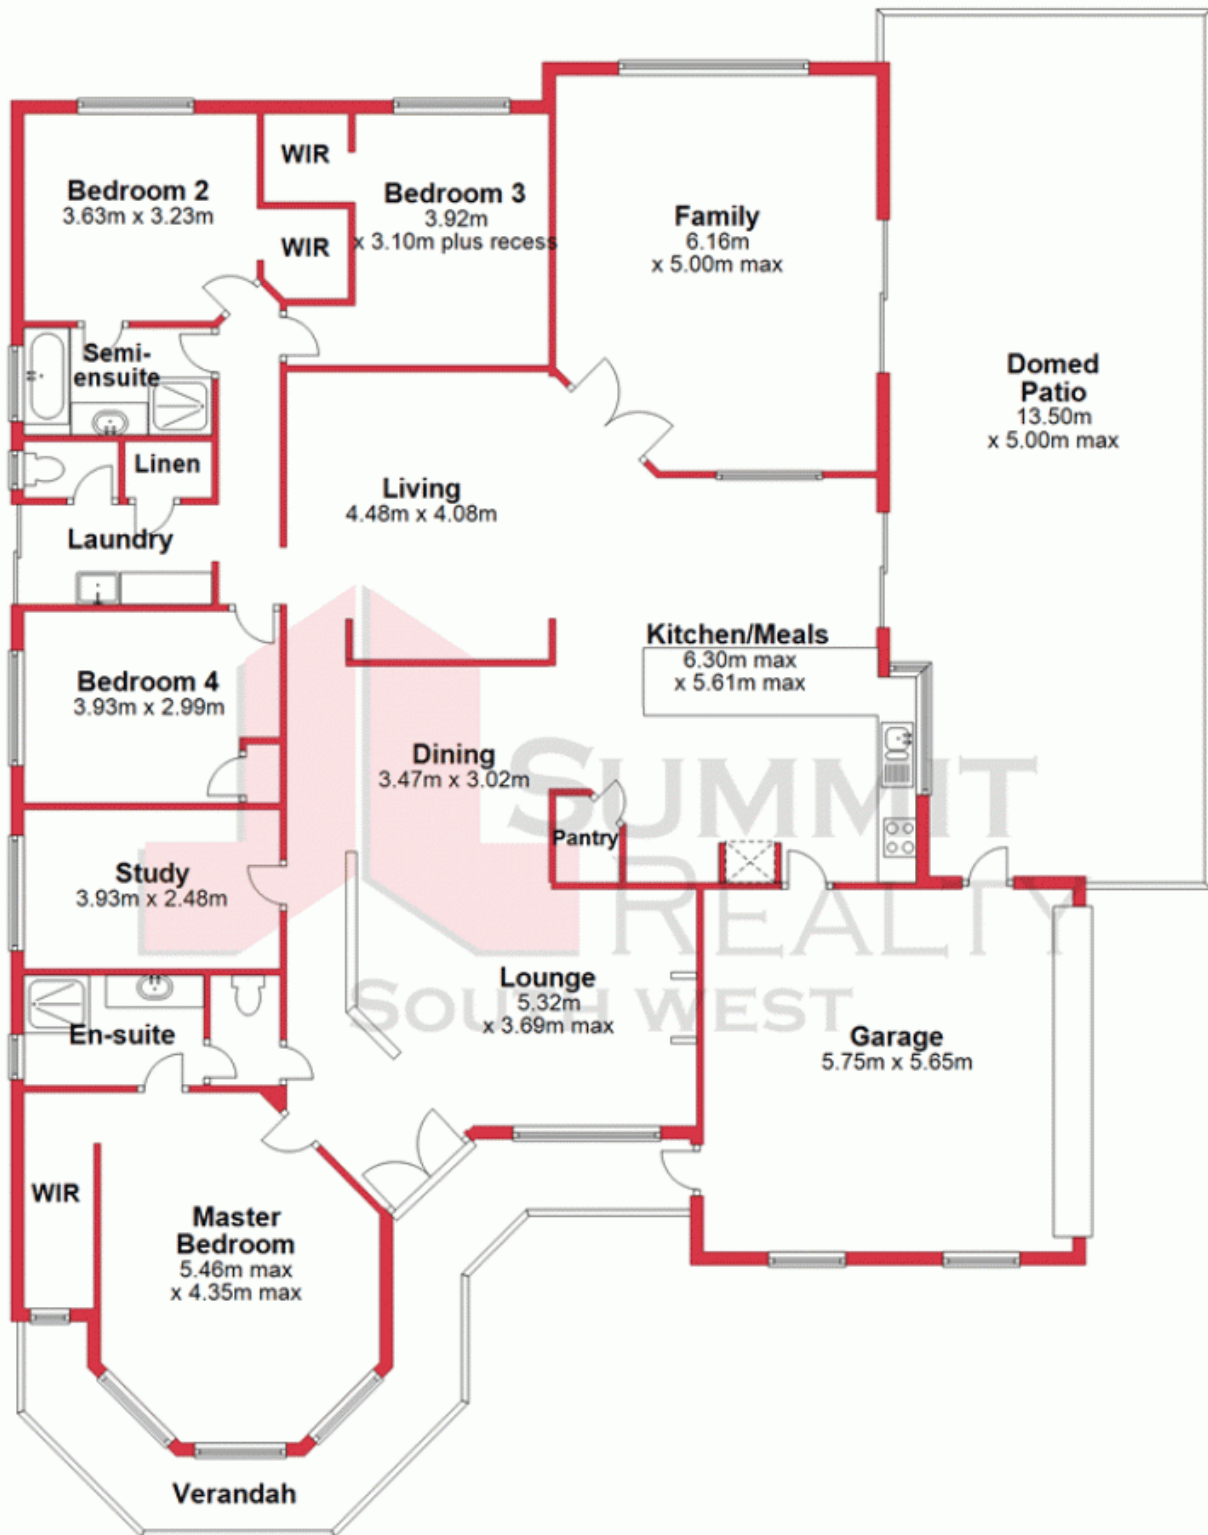 WIR
Bedroom 2
3.63m x 3.23m
Bedroom 3
3.92m
x 3.10m plus recess
WIR
Family
6.16m
x 5.00m max
Semi-
ensuite
Domed
Patio
13.50m
x 5.00m max
Linen
Living
4.48m x 4.08m
Laundry
Kitchen/Meals
6.30m max
x 5.61m max
Bedroom 4
3.93m x 2.99m
Dining
3.47m x 3.02m
Pantry
SUMMIT
REALTY
SOUTH WEST
Study
3.93m x 2.48m
Lounge
5.32m
x 3.69m max
En-suite
Garage
5.75m x 5.65m
WIR
Master
Bedroom
5.46m max
x 4.35m max
Verandah